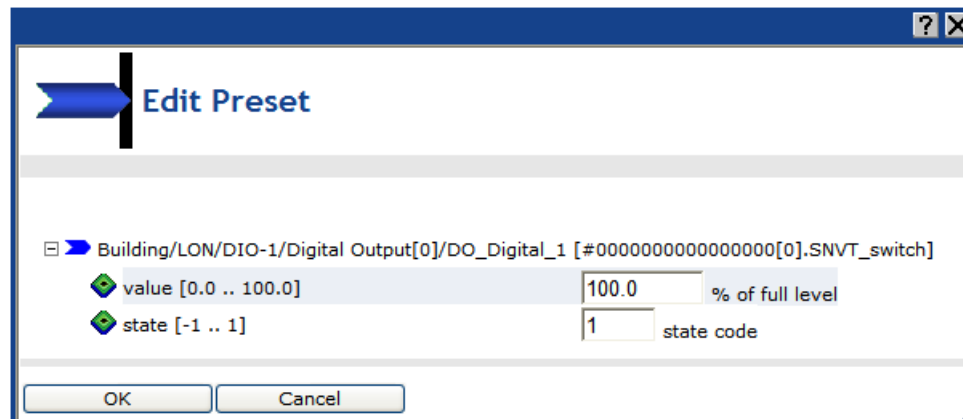 ?
Edit Preset
Building/LON/DIO-1/Digital Output[0]/DO_Digital_1 [#0000000000000000[0].SNVT_switch]
value [0.0 .. 100.0] 100.0 % of full level
state [-1 .. 1] 1 state code
OK Cancel